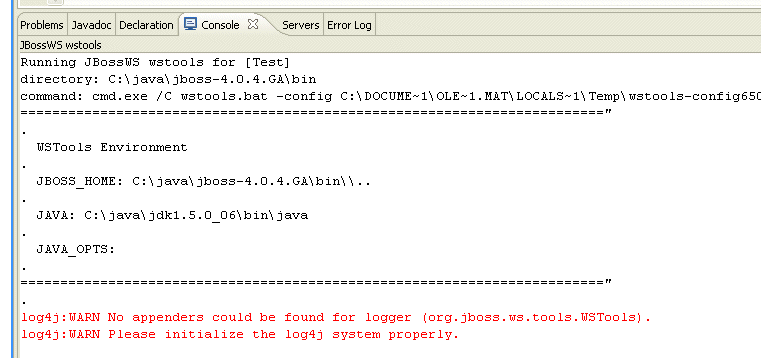 Problems Javadoc Declaration Console Servers Error Log
JBossWS wstools
Running JBossWS wstools for [Test]
directory: C:\java\jboss-4.0.4.GA\bin
command: cmd.exe /C wstools.bat -config C:\DOCUME~1\OLE~1.MAT\LOCALS~1\Temp\wstools-config650
========================================================================"
.
WSTools Environment
.
JBOSS_HOME: C:\java\jboss-4.0.4.GA\bin\\..
.
JAVA: C:\java\jdk1.5.0_06\bin\java
.
JAVA_OPTS:
.
========================================================================"
.
log4j:WARN No appenders could be found for logger (org.jboss.ws.tools.WSTools).
log4j:WARN Please initialize the log4j system properly.